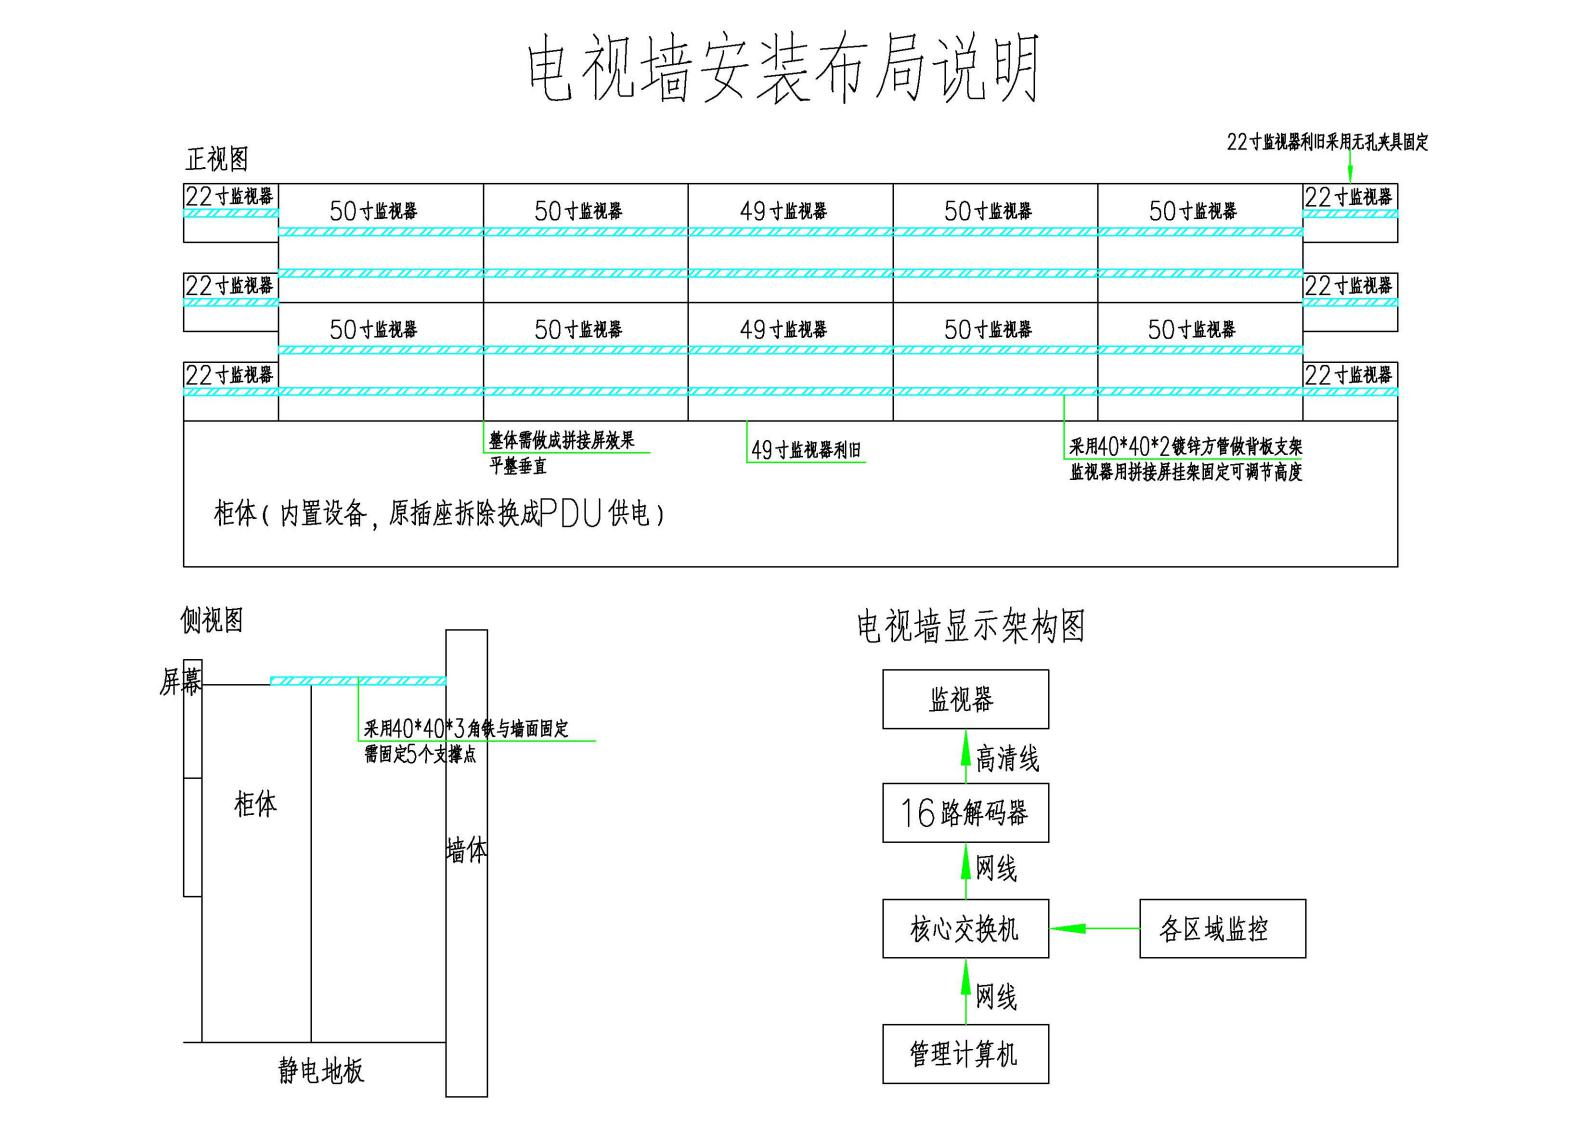 电视墙安装布局说明
正视图
22寸监视器利旧采用无孔夹具固定
22寸监视器
50寸监视器
50寸监视器
49寸监视器
50寸监视器
50寸监视器
22寸监视器
22寸监视器
22寸监视器
50寸监视器
50寸监视器
49寸监视器
50寸监视器
50寸监视器
22寸监视器
22寸监视器
整体需做成拼接屏效果
平整垂直
49寸监视器利旧
采用40*40*2镀锌方管做背板支架
监视器用拼接屏挂架固定可调节高度
柜体(内置设备,原插座拆除换成PDU供电)
侧视图
屏幕
采用40*40*3角铁与墙面固定
需固定5个支撑点
柜体
墙体
静电地板
电视墙显示架构图
监视器
高清线
16路解码器
网线
核心交换机
各区域监控
网线
管理计算机